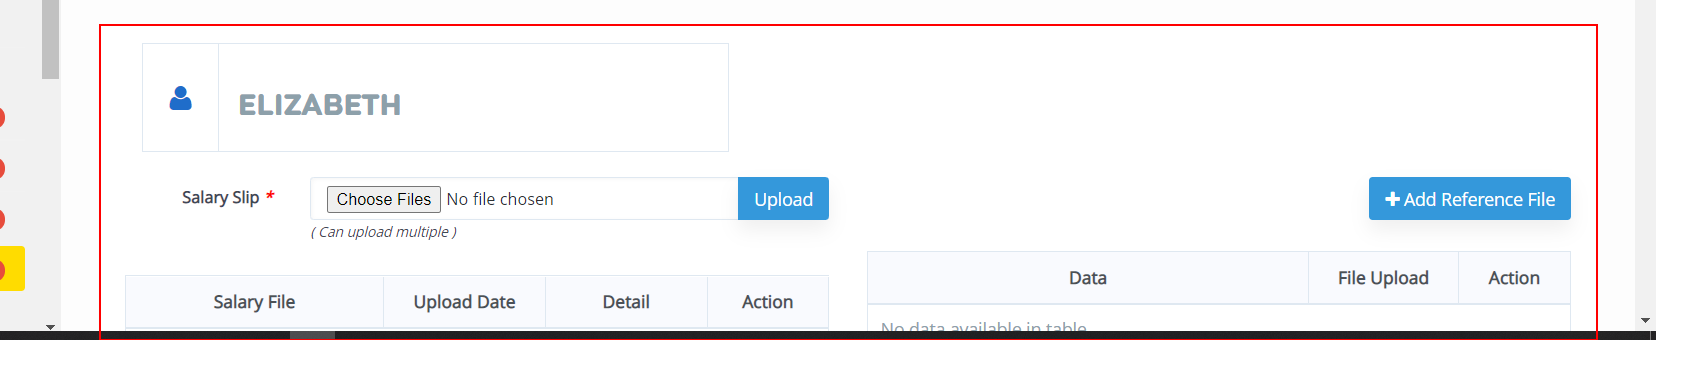 ELIZABETH
Salary Slip *
Choose Files No file chosen
Upload
( Can upload multiple )
Add Reference File
Salary File Upload Date Detail Action
Data File Upload Action
No data available in table